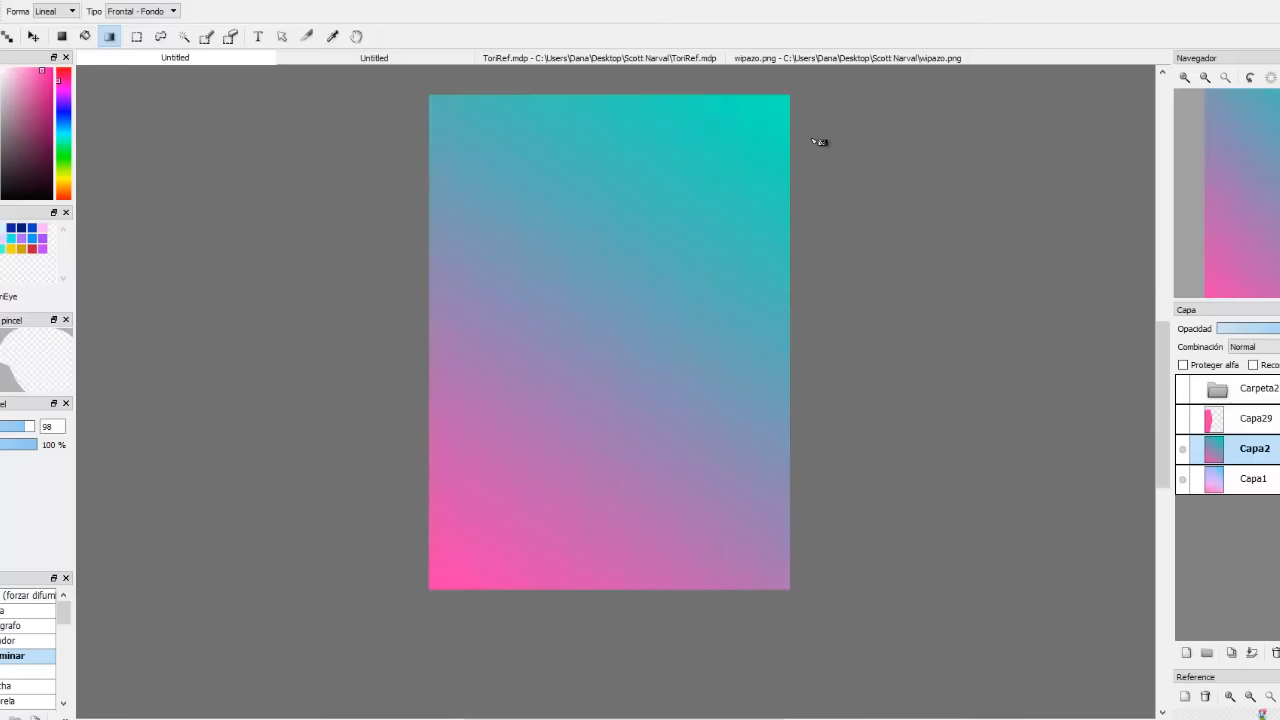 Forma Lineal Tipo Frontal - Fondo
Untitled Untitled ToriRef.mdp - C:\Users\Dana\Desktop\Scott Narval\ToriRef.mdp wipazo.png - C:\Users\Dana\Desktop\Scott Narval\wipazo.png
Navegador
riEye
pincel
el
98
100 %
(forzar difum
a
grafo
dor
minar
cha
rela
Capa
Opacidad
Combinación Normal
Proteger alfa Reco
Carpeta2
Capa29
Capa2
Capa1
Reference